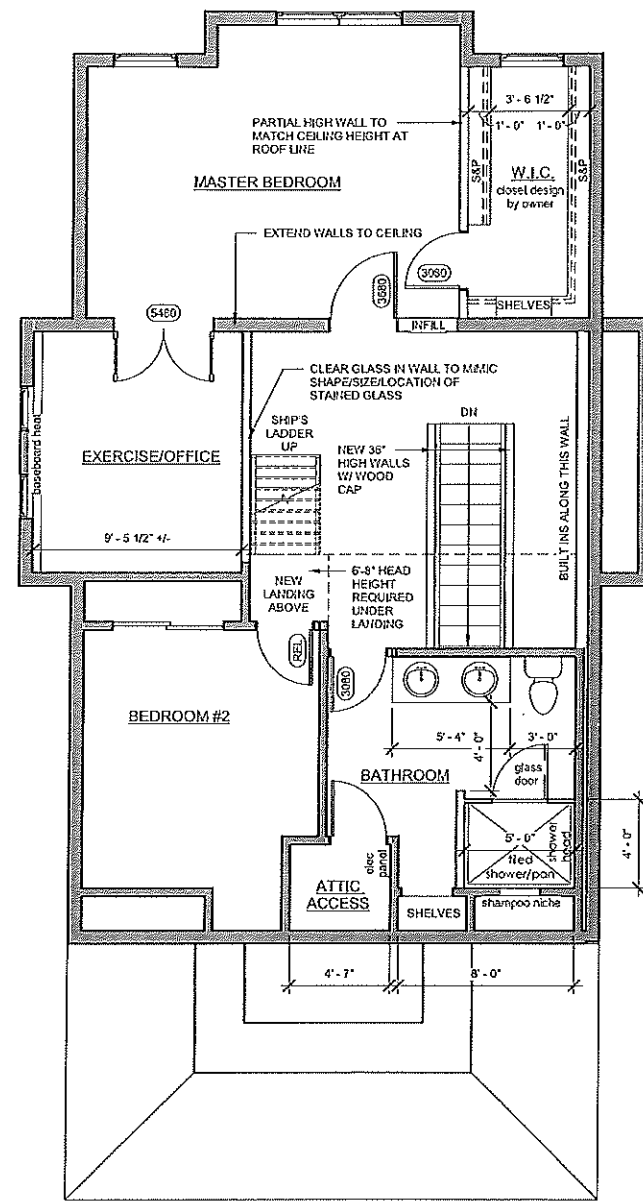 3' - 6 1/2"
PARTIAL HIGH WALL TO
MATCH CEILING HEIGHT AT
ROOF LINE
1' - 0"
1' - 0"
S&P
S&P
MASTER BEDROOM
W.I.C.
closet design
by owner
EXTEND WALLS TO CEILING
3080
3680
SHELVES
5460
INFILL
CLEAR GLASS IN WALL TO MIMIC
SHAPE/SIZE/LOCATION OF
STAINED GLASS
baseboard heat
SHIP'S
LADDER
UP
DN
NEW 36"
HIGH WALLS
W/ WOOD
CAP
EXERCISE/OFFICE
BUILT INS ALONG THIS WALL
9' - 5 1/2" +/-
NEW
LANDING
ABOVE
6'-8" HEAD
HEIGHT
REQUIRED
UNDER
LANDING
REL
3080
BEDROOM #2
5' - 4"
4' - 0"
3' - 0"
BATHROOM
glass
door
elec
panel
5' - 0"
tiled
shower/pan
shower
head
4' - 0"
ATTIC
ACCESS
SHELVES
shampoo niche
4' - 7"
8' - 0"